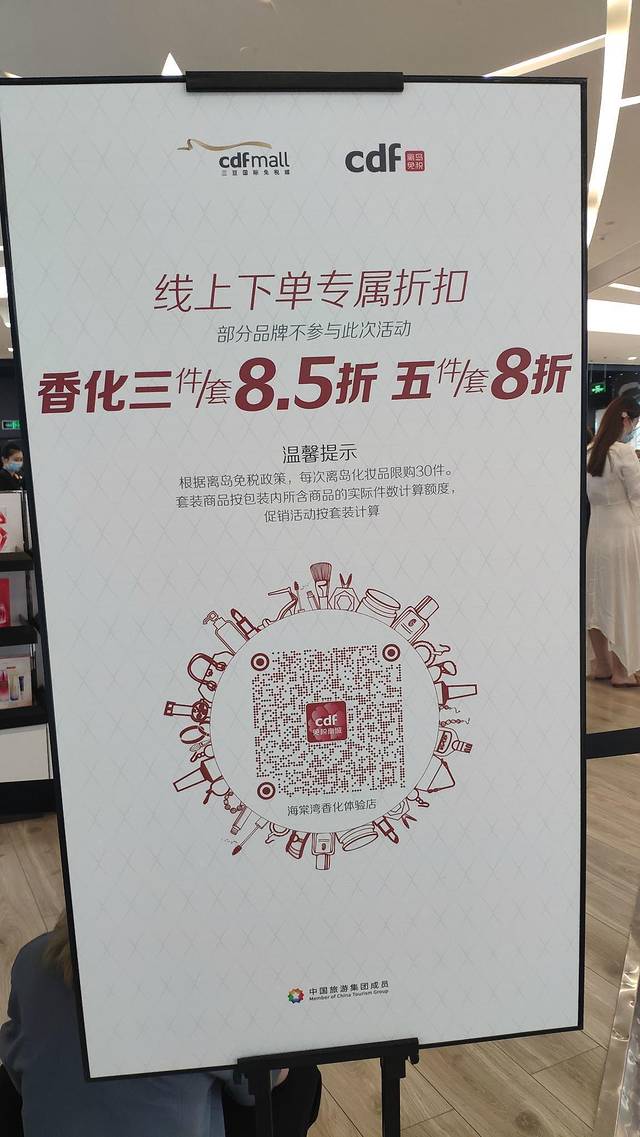 cdfmall
三亚国际免税城
cdf 离岛免税
线上下单专属折扣
部分品牌不参与此次活动
香化三件/套8.5折 五件/套8折
温馨提示
根据离岛免税政策，每次离岛化妆品限购30件。
套装商品按包装内所含商品的实际件数计算额度，
促销活动按套装计算
cdf
免税商城
海棠湾香化体验店
中国旅游集团成员
Member of China Tourism Group